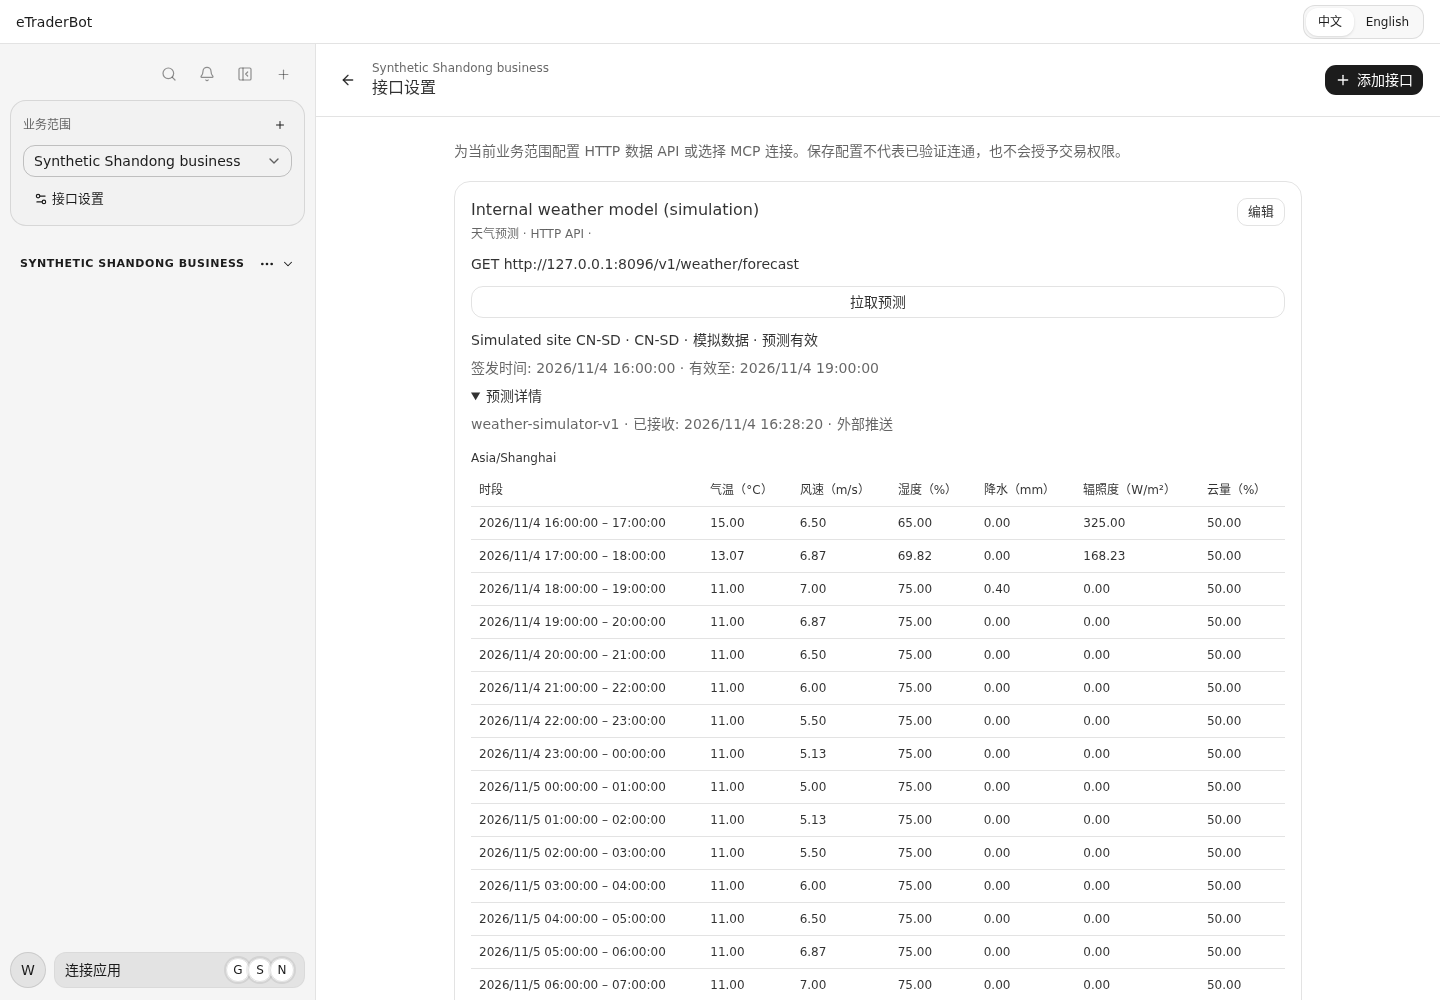 eTraderBot
中文 English
业务范围
Synthetic Shandong business
接口设置
SYNTHETIC SHANDONG BUSINESS
W 连接应用 G S N
Synthetic Shandong business
接口设置
添加接口
为当前业务范围配置 HTTP 数据 API 或选择 MCP 连接。保存配置不代表已验证连通，也不会授予交易权限。
Internal weather model (simulation)
编辑
天气预测 · HTTP API ·
GET http://127.0.0.1:8096/v1/weather/forecast
拉取预测
Simulated site CN-SD · CN-SD · 模拟数据 · 预测有效
签发时间: 2026/11/4 16:00:00 · 有效至: 2026/11/4 19:00:00
▼ 预测详情
weather-simulator-v1 · 已接收: 2026/11/4 16:28:20 · 外部推送
Asia/Shanghai
时段 气温（°C） 风速（m/s） 湿度（%） 降水（mm） 辐照度（W/m²） 云量（%）
2026/11/4 16:00:00 – 17:00:00 15.00 6.50 65.00 0.00 325.00 50.00
2026/11/4 17:00:00 – 18:00:00 13.07 6.87 69.82 0.00 168.23 50.00
2026/11/4 18:00:00 – 19:00:00 11.00 7.00 75.00 0.40 0.00 50.00
2026/11/4 19:00:00 – 20:00:00 11.00 6.87 75.00 0.00 0.00 50.00
2026/11/4 20:00:00 – 21:00:00 11.00 6.50 75.00 0.00 0.00 50.00
2026/11/4 21:00:00 – 22:00:00 11.00 6.00 75.00 0.00 0.00 50.00
2026/11/4 22:00:00 – 23:00:00 11.00 5.50 75.00 0.00 0.00 50.00
2026/11/4 23:00:00 – 00:00:00 11.00 5.13 75.00 0.00 0.00 50.00
2026/11/5 00:00:00 – 01:00:00 11.00 5.00 75.00 0.00 0.00 50.00
2026/11/5 01:00:00 – 02:00:00 11.00 5.13 75.00 0.00 0.00 50.00
2026/11/5 02:00:00 – 03:00:00 11.00 5.50 75.00 0.00 0.00 50.00
2026/11/5 03:00:00 – 04:00:00 11.00 6.00 75.00 0.00 0.00 50.00
2026/11/5 04:00:00 – 05:00:00 11.00 6.50 75.00 0.00 0.00 50.00
2026/11/5 05:00:00 – 06:00:00 11.00 6.87 75.00 0.00 0.00 50.00
2026/11/5 06:00:00 – 07:00:00 11.00 7.00 75.00 0.00 0.00 50.00